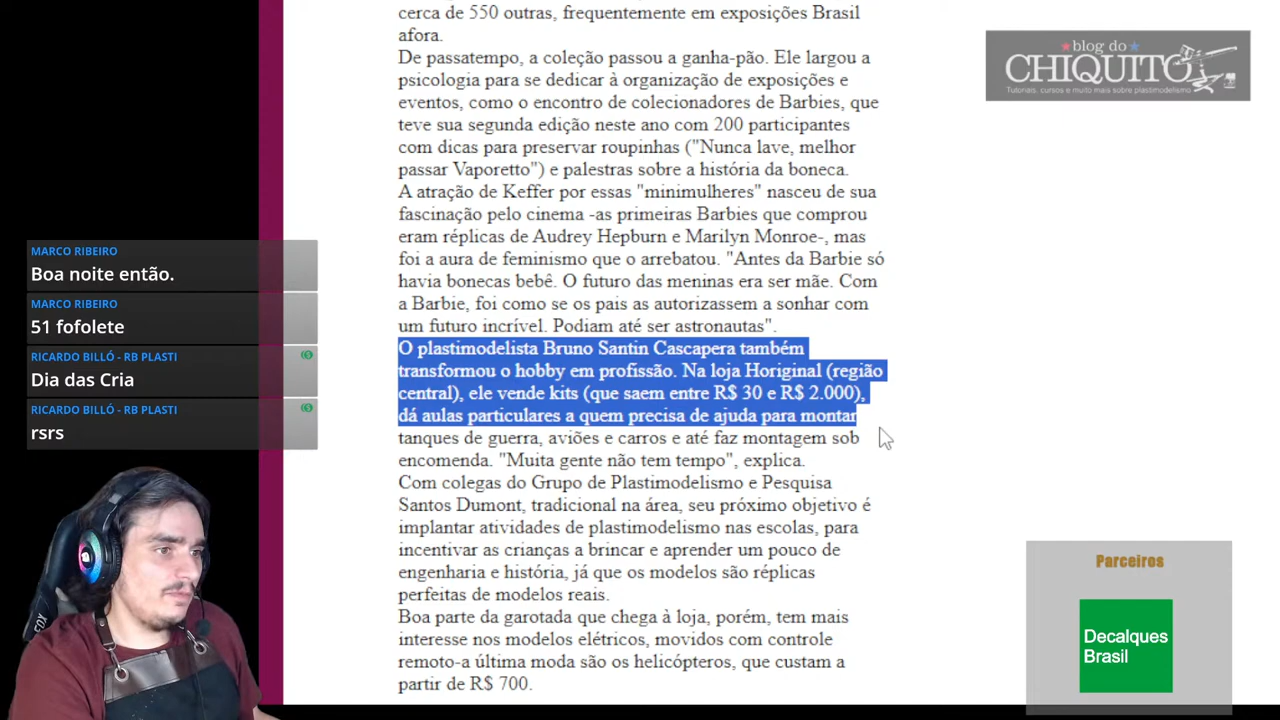 cerca de 550 outras, frequentemente em exposições Brasil
afora.
De passatempo, a coleção passou a ganha-pão. Ele largou a
psicologia para se dedicar à organização de exposições e
eventos, como o encontro de colecionadores de Barbies, que
teve sua segunda edição neste ano com 200 participantes
com dicas para preservar roupinhas ("Nunca lave, melhor
passar Vaporetto") e palestras sobre a história da boneca.
A atração de Keffer por essas "minimulheres" nasceu de sua
fascinação pelo cinema -as primeiras Barbies que comprou
eram réplicas de Audrey Hepburn e Marilyn Monroe-, mas
foi a aura de feminismo que o arrebatou. "Antes da Barbie só
havia bonecas bebê. O futuro das meninas era ser mãe. Com
a Barbie, foi como se os pais as autorizassem a sonhar com
um futuro incrível. Podiam até ser astronautas".
O plastimodelista Bruno Santin Cascapera também
transformou o hobby em profissão. Na loja Horiginal (região
central), ele vende kits (que saem entre R$ 30 e R$ 2.000),
dá aulas particulares a quem precisa de ajuda para montar
tanques de guerra, aviões e carros e até faz montagem sob
encomenda. "Muita gente não tem tempo", explica.
Com colegas do Grupo de Plastimodelismo e Pesquisa
Santos Dumont, tradicional na área, seu próximo objetivo é
implantar atividades de plastimodelismo nas escolas, para
incentivar as crianças a brincar e aprender um pouco de
engenharia e história, já que os modelos são réplicas
perfeitas de modelos reais.
Boa parte da garotada que chega à loja, porém, tem mais
interesse nos modelos elétricos, movidos com controle
remoto-a última moda são os helicópteros, que custam a
partir de R$ 700.
MARCO RIBEIRO
Boa noite então.
MARCO RIBEIRO
51 fofolete
RICARDO BILLÓ - RB PLASTI
Dia das Cria
RICARDO BILLÓ - RB PLASTI
rsrs
blog do
CHIQUITO
Tutoriais, cursos e muito mais sobre plastimodelismo
Parceiros
Decalques
Brasil